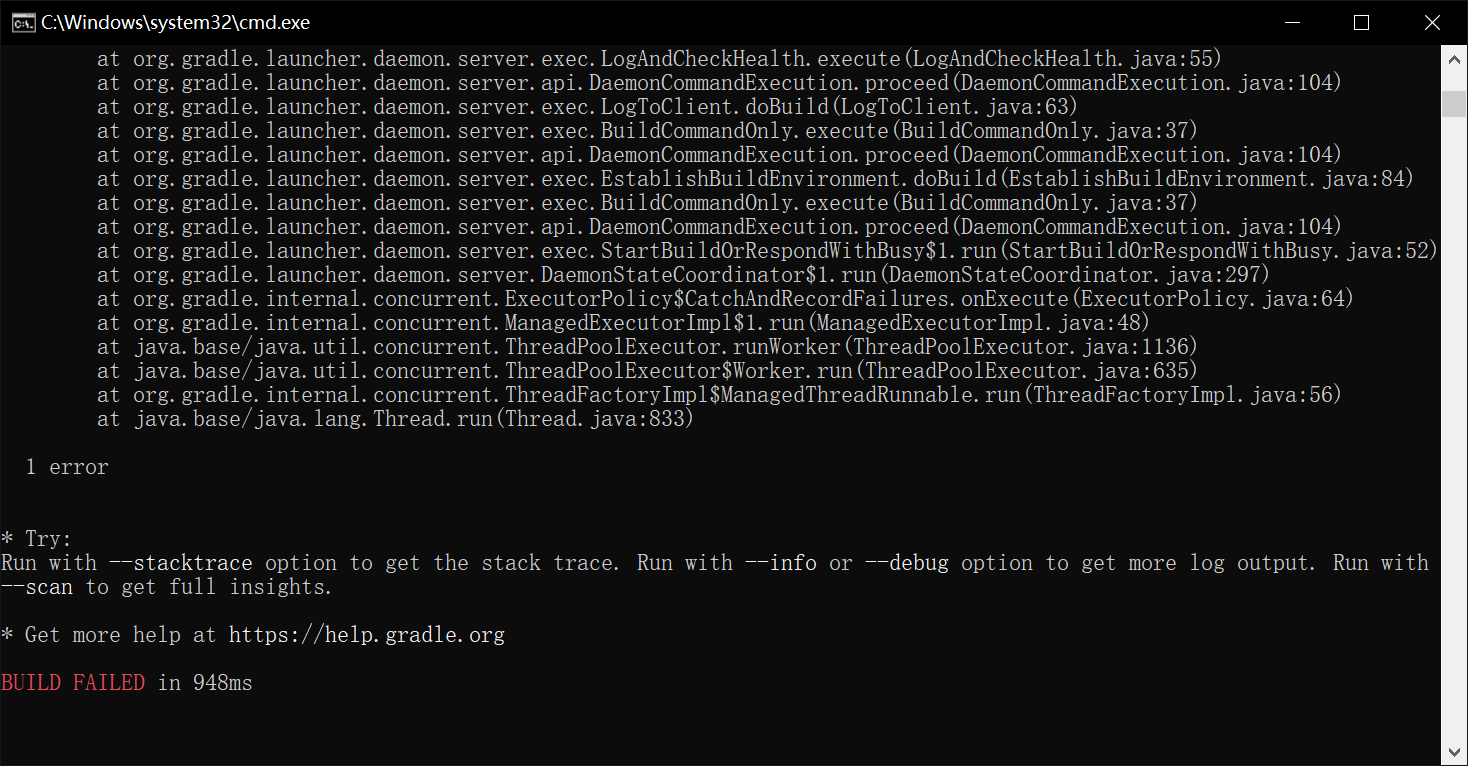 C:\Windows\system32\cmd.exe
at org.gradle.launcher.daemon.server.exec.LogAndCheckHealth.execute(LogAndCheckHealth.java:55)
at org.gradle.launcher.daemon.server.api.DaemonCommandExecution.proceed(DaemonCommandExecution.java:104)
at org.gradle.launcher.daemon.server.exec.LogToClient.doBuild(LogToClient.java:63)
at org.gradle.launcher.daemon.server.exec.BuildCommandOnly.execute(BuildCommandOnly.java:37)
at org.gradle.launcher.daemon.server.api.DaemonCommandExecution.proceed(DaemonCommandExecution.java:104)
at org.gradle.launcher.daemon.server.exec.EstablishBuildEnvironment.doBuild(EstablishBuildEnvironment.java:84)
at org.gradle.launcher.daemon.server.exec.BuildCommandOnly.execute(BuildCommandOnly.java:37)
at org.gradle.launcher.daemon.server.api.DaemonCommandExecution.proceed(DaemonCommandExecution.java:104)
at org.gradle.launcher.daemon.server.exec.StartBuildOrRespondWithBusy$1.run(StartBuildOrRespondWithBusy.java:52)
at org.gradle.launcher.daemon.server.DaemonStateCoordinator$1.run(DaemonStateCoordinator.java:297)
at org.gradle.internal.concurrent.ExecutorPolicy$CatchAndRecordFailures.onExecute(ExecutorPolicy.java:64)
at org.gradle.internal.concurrent.ManagedExecutorImpl$1.run(ManagedExecutorImpl.java:48)
at java.base/java.util.concurrent.ThreadPoolExecutor.runWorker(ThreadPoolExecutor.java:1136)
at java.base/java.util.concurrent.ThreadPoolExecutor$Worker.run(ThreadPoolExecutor.java:635)
at org.gradle.internal.concurrent.ThreadFactoryImpl$ManagedThreadRunnable.run(ThreadFactoryImpl.java:56)
at java.base/java.lang.Thread.run(Thread.java:833)
1 error
* Try:
Run with --stacktrace option to get the stack trace. Run with --info or --debug option to get more log output. Run with
--scan to get full insights.
* Get more help at https://help.gradle.org
BUILD FAILED in 948ms